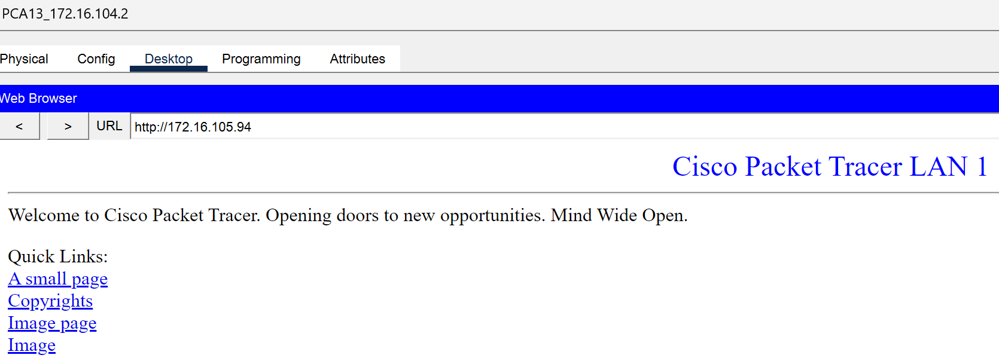 PCA13_172.16.104.2
Physical Config Desktop Programming Attributes
Web Browser
< > URL http://172.16.105.94
Cisco Packet Tracer LAN 1
Welcome to Cisco Packet Tracer. Opening doors to new opportunities. Mind Wide Open.
Quick Links:
A small page
Copyrights
Image page
Image